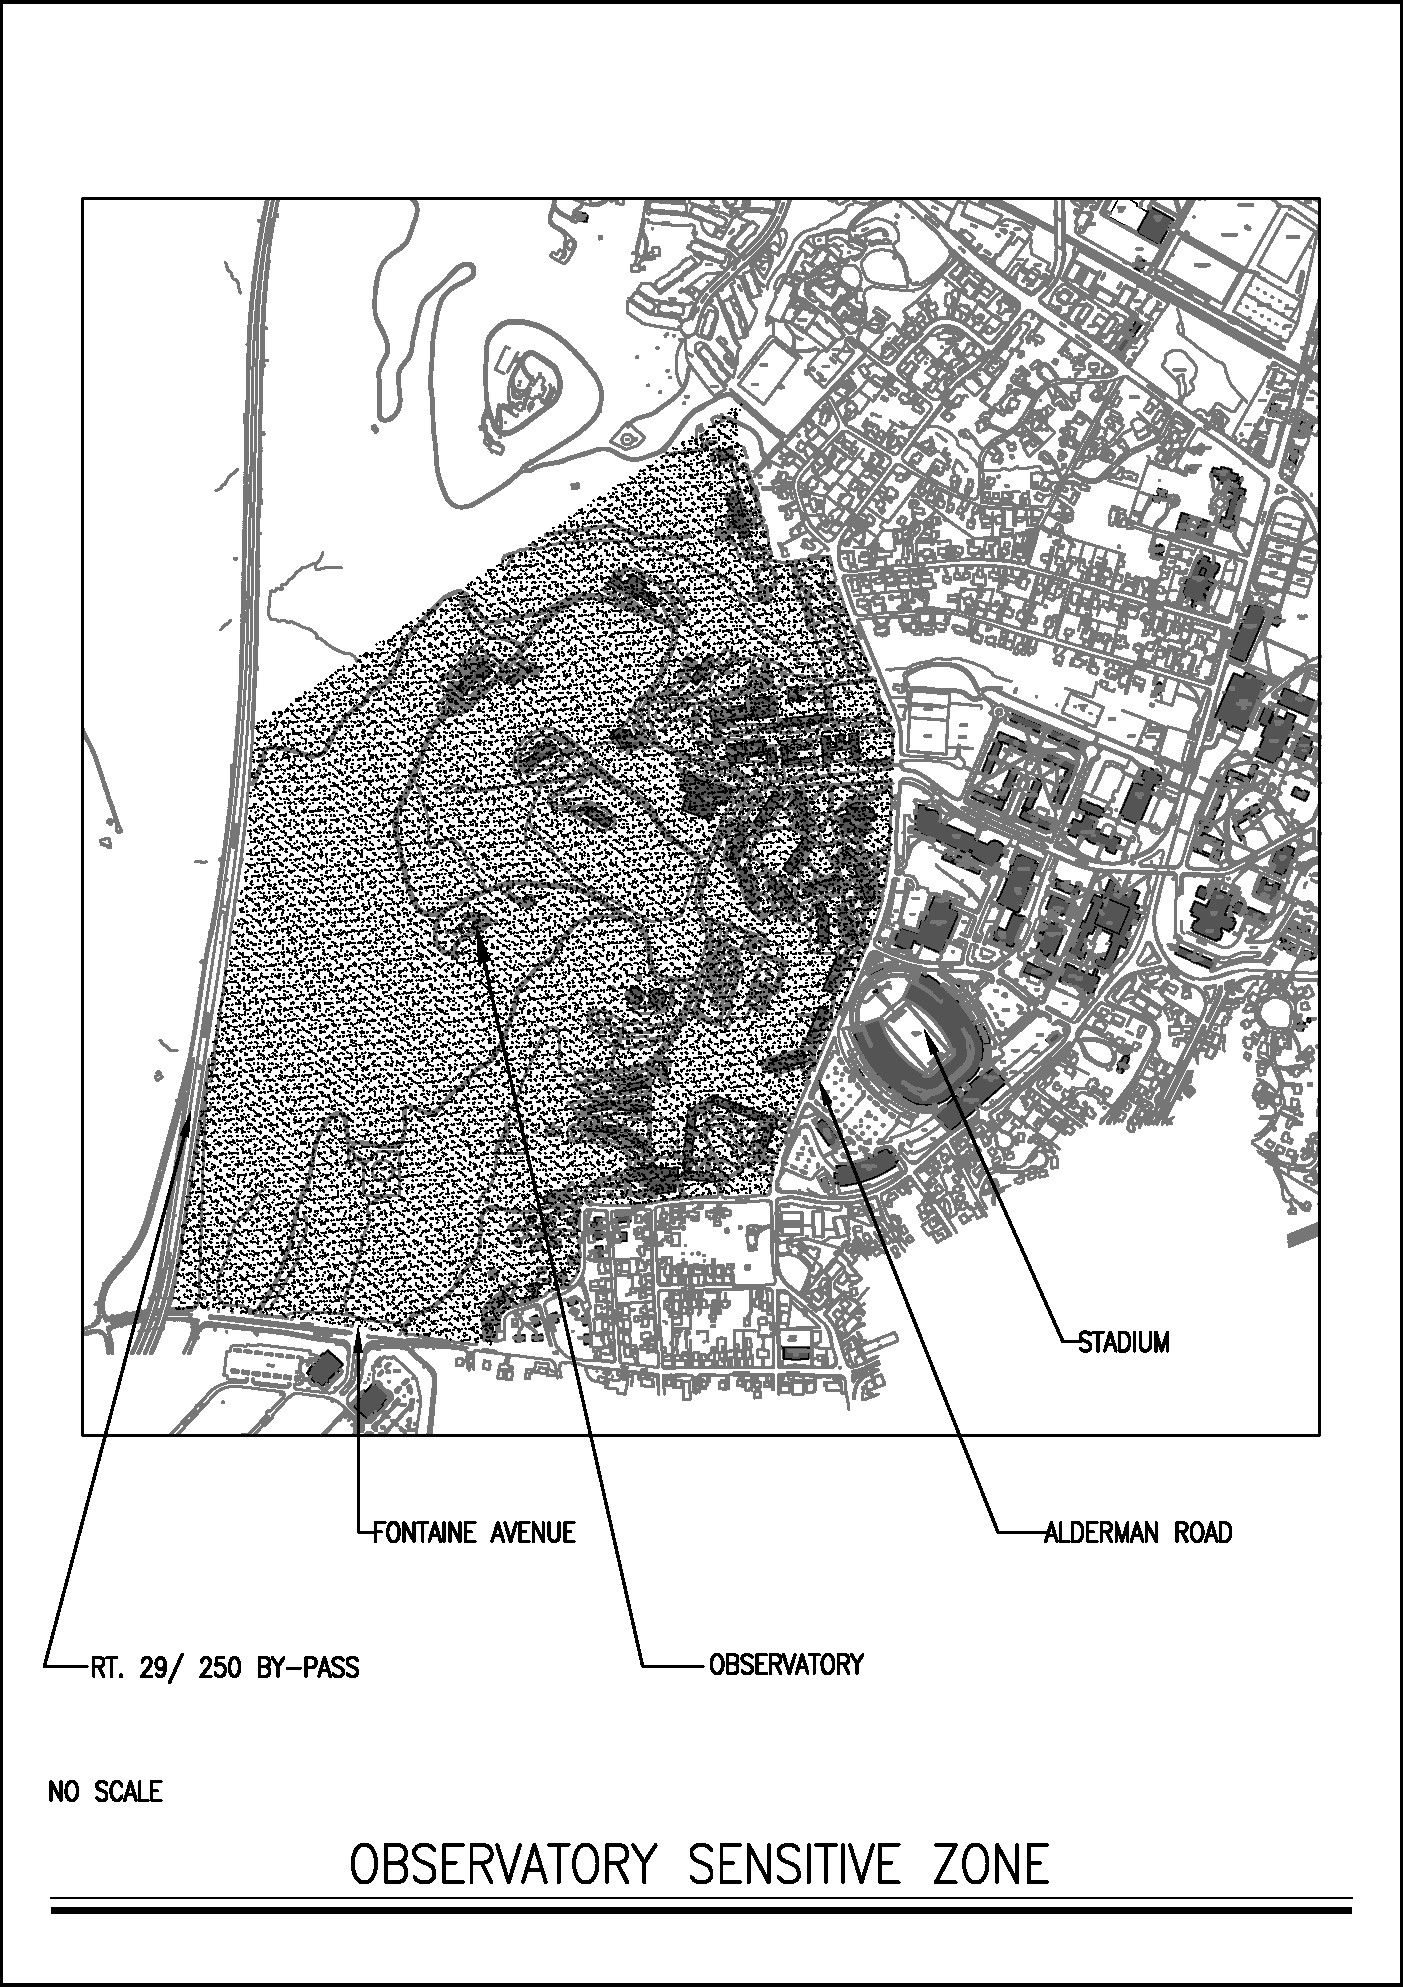 STADIUM
FONTAINE AVENUE
ALDERMAN ROAD
RT. 29/ 250 BY-PASS
OBSERVATORY
NO SCALE
OBSERVATORY SENSITIVE ZONE